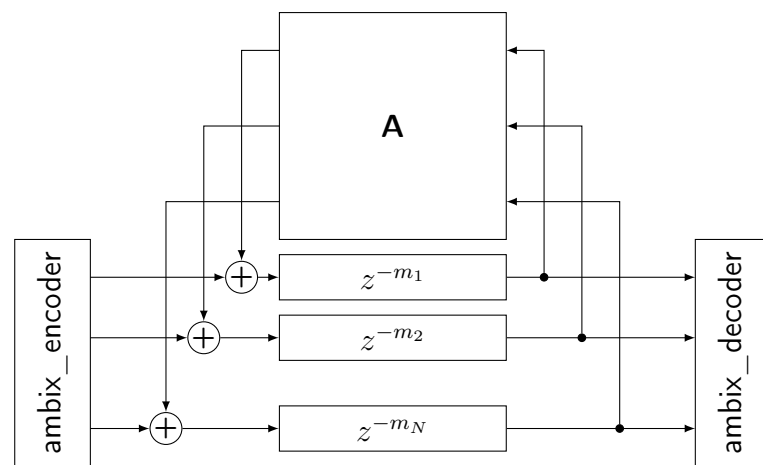 A
ambix_encoder
+
z^{-m_1}
+
z^{-m_2}
+
z^{-m_N}
ambix_decoder